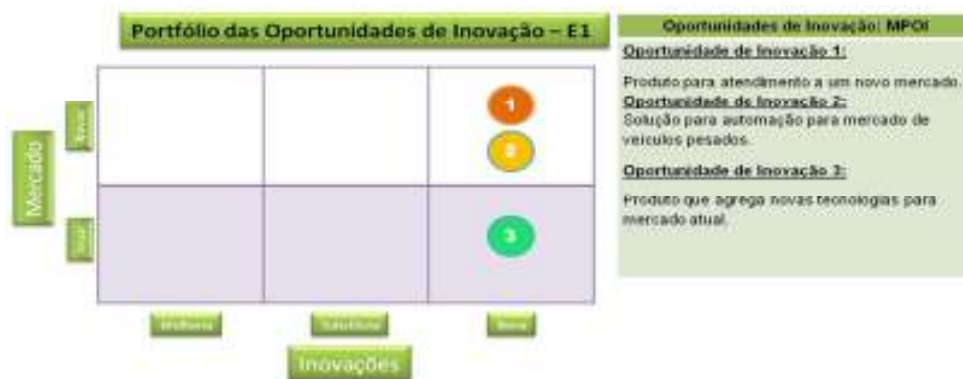 Portfólio das Oportunidades de Inovação – E1
Mercado
1
2
3
Melhoria
Nova
Inovações
Oportunidades de Inovação: MPOI
Oportunidade de Inovação 1:
Produto para atendimento a um novo mercado.
Oportunidade de Inovação 2:
Solução para automação para mercado de
veículos pesados.
Oportunidade de Inovação 3:
Produto que agrega novas tecnologias para
mercado atual.